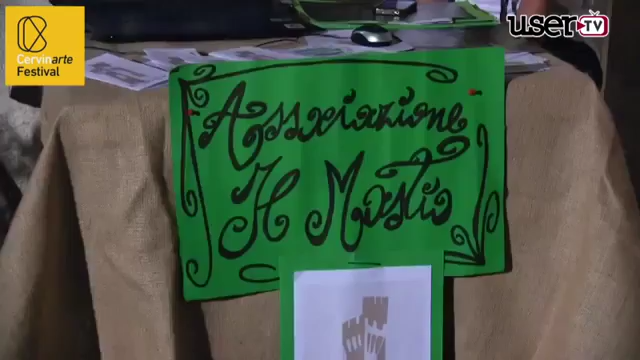 Cervinarte
Festival
userTV
Associazione
Il Mastio